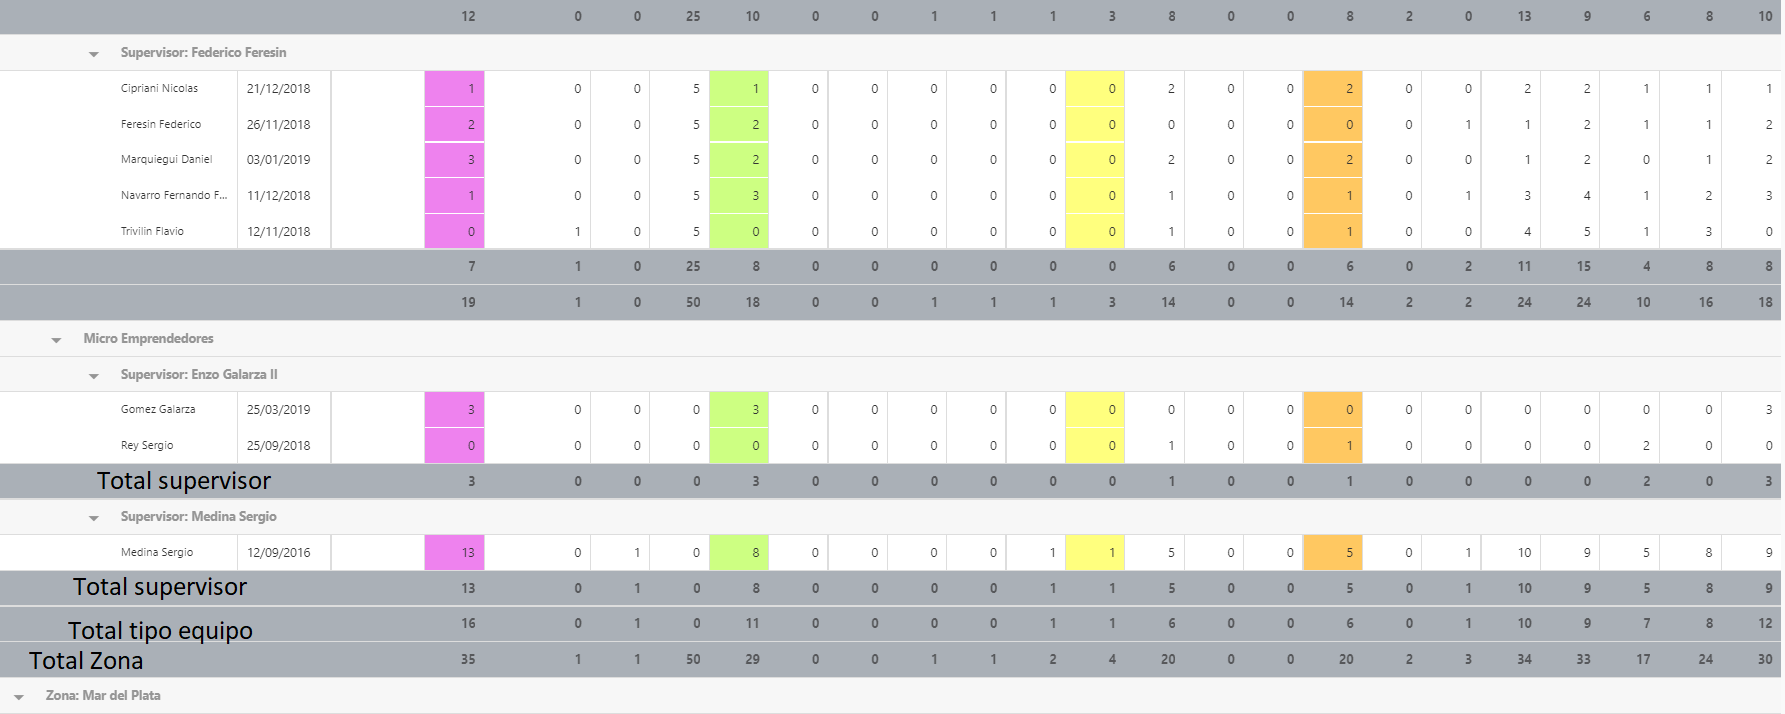 12 0 0 25 10 0 0 1 1 1 3 8 0 0 8 2 0 13 9 6 8 10
Supervisor: Federico Feresin
Cipriani Nicolas 21/12/2018 1 0 0 5 1 0 0 0 0 0 0 2 0 0 2 0 0 2 2 1 1 1
Feresin Federico 26/11/2018 2 0 0 5 2 0 0 0 0 0 0 0 0 0 0 0 1 1 2 1 1 2
Marquiegui Daniel 03/01/2019 3 0 0 5 2 0 0 0 0 0 0 2 0 0 2 0 0 1 2 0 1 2
Navarro Fernando F... 11/12/2018 1 0 0 5 3 0 0 0 0 0 0 1 0 0 1 0 1 3 4 1 2 3
Trivilin Flavio 12/11/2018 0 1 0 5 0 0 0 0 0 0 0 1 0 0 1 0 0 4 5 1 3 0
7 1 0 25 8 0 0 0 0 0 0 6 0 0 6 0 2 11 15 4 8 8
19 1 0 50 18 0 0 1 1 1 3 14 0 0 14 2 2 24 24 10 16 18
Micro Emprendedores
Supervisor: Enzo Galarza II
Gomez Galarza 25/03/2019 3 0 0 0 3 0 0 0 0 0 0 0 0 0 0 0 0 0 0 0 0 3
Rey Sergio 25/09/2018 0 0 0 0 0 0 0 0 0 0 0 1 0 0 1 0 0 0 0 2 0 0
Total supervisor 3 0 0 0 3 0 0 0 0 0 0 1 0 0 1 0 0 0 0 2 0 3
Supervisor: Medina Sergio
Medina Sergio 12/09/2016 13 0 1 0 8 0 0 0 0 1 1 5 0 0 5 0 1 10 9 5 8 9
Total supervisor 13 0 1 0 8 0 0 0 0 1 1 5 0 0 5 0 1 10 9 5 8 9
Total tipo equipo 16 0 1 0 11 0 0 0 0 1 1 6 0 0 6 0 1 10 9 7 8 12
Total Zona 35 1 1 50 29 0 0 1 1 2 4 20 0 0 20 2 3 34 33 17 24 30
Zona: Mar del Plata